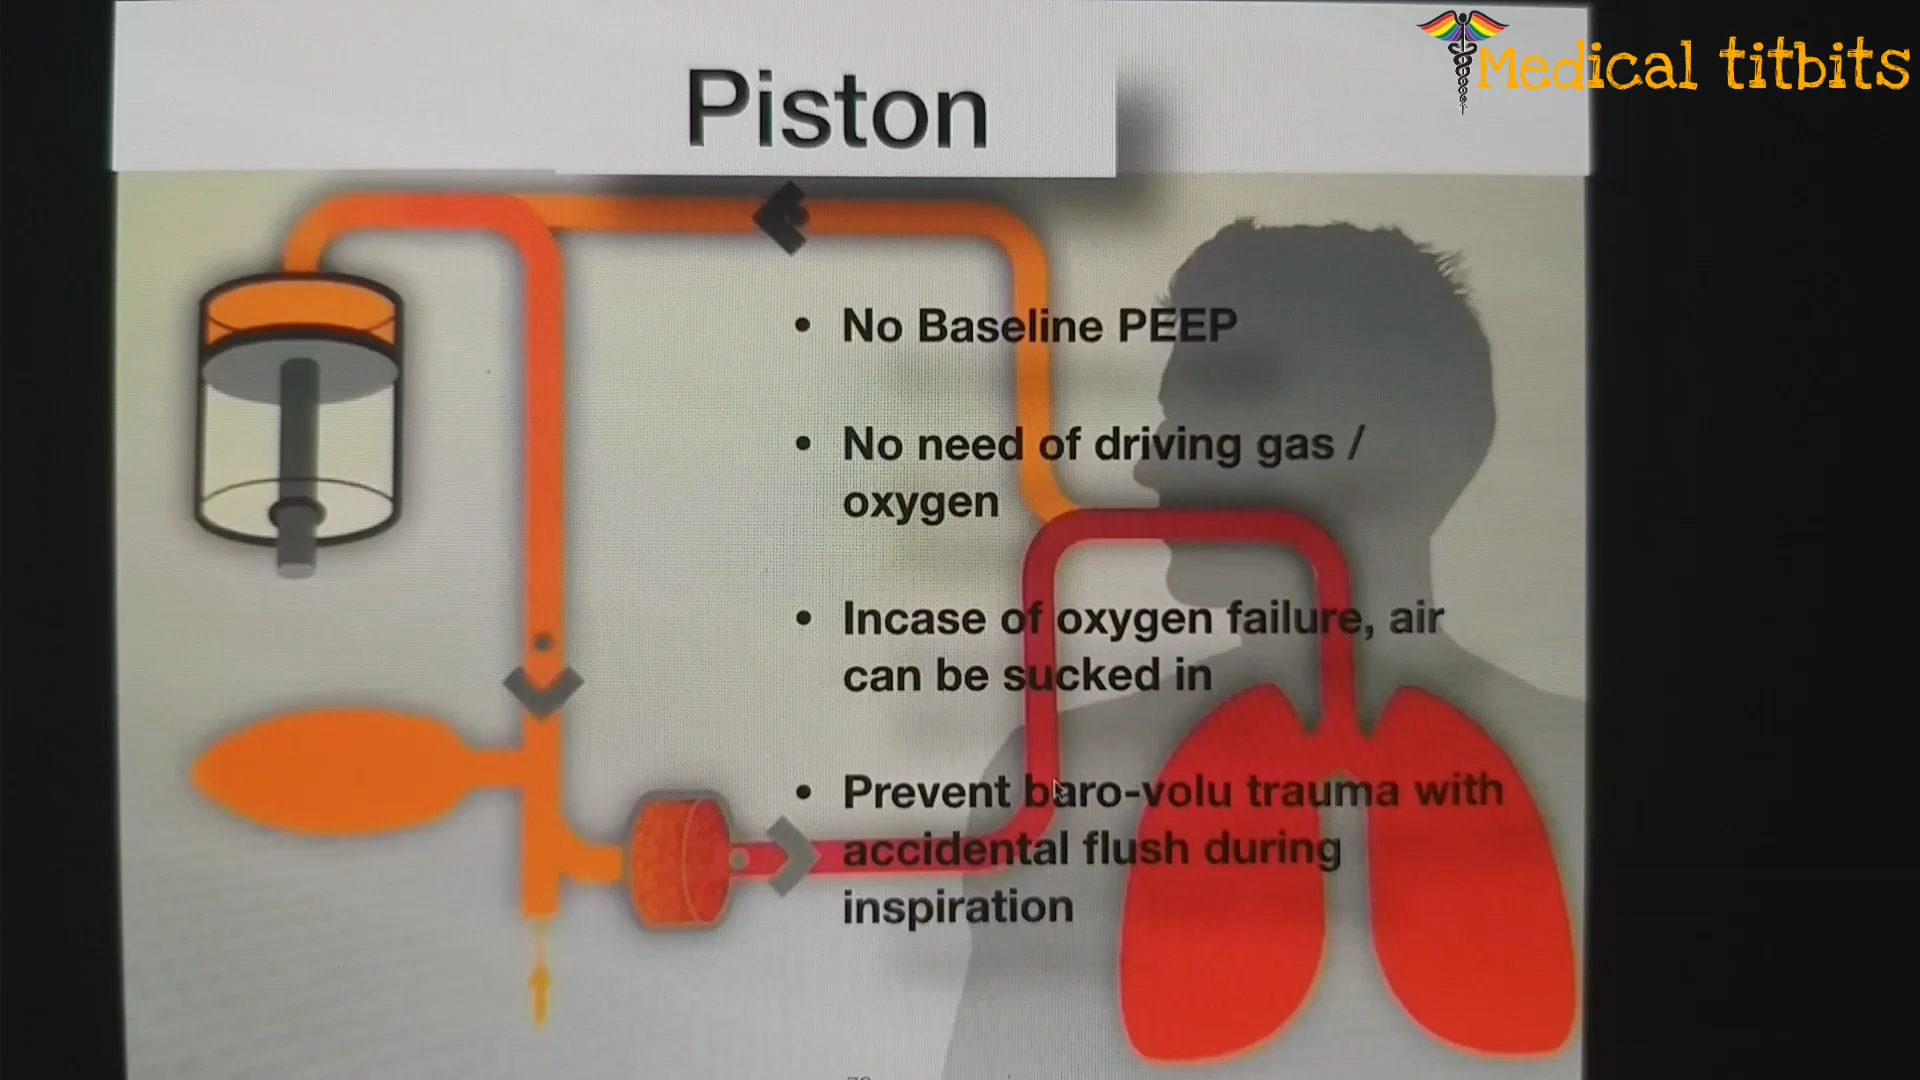 Medical titbits
Piston
• No Baseline PEEP
• No need of driving gas /
oxygen
• Incase of oxygen failure, air
can be sucked in
• Prevent baro-volu trauma with
accidental flush during
inspiration